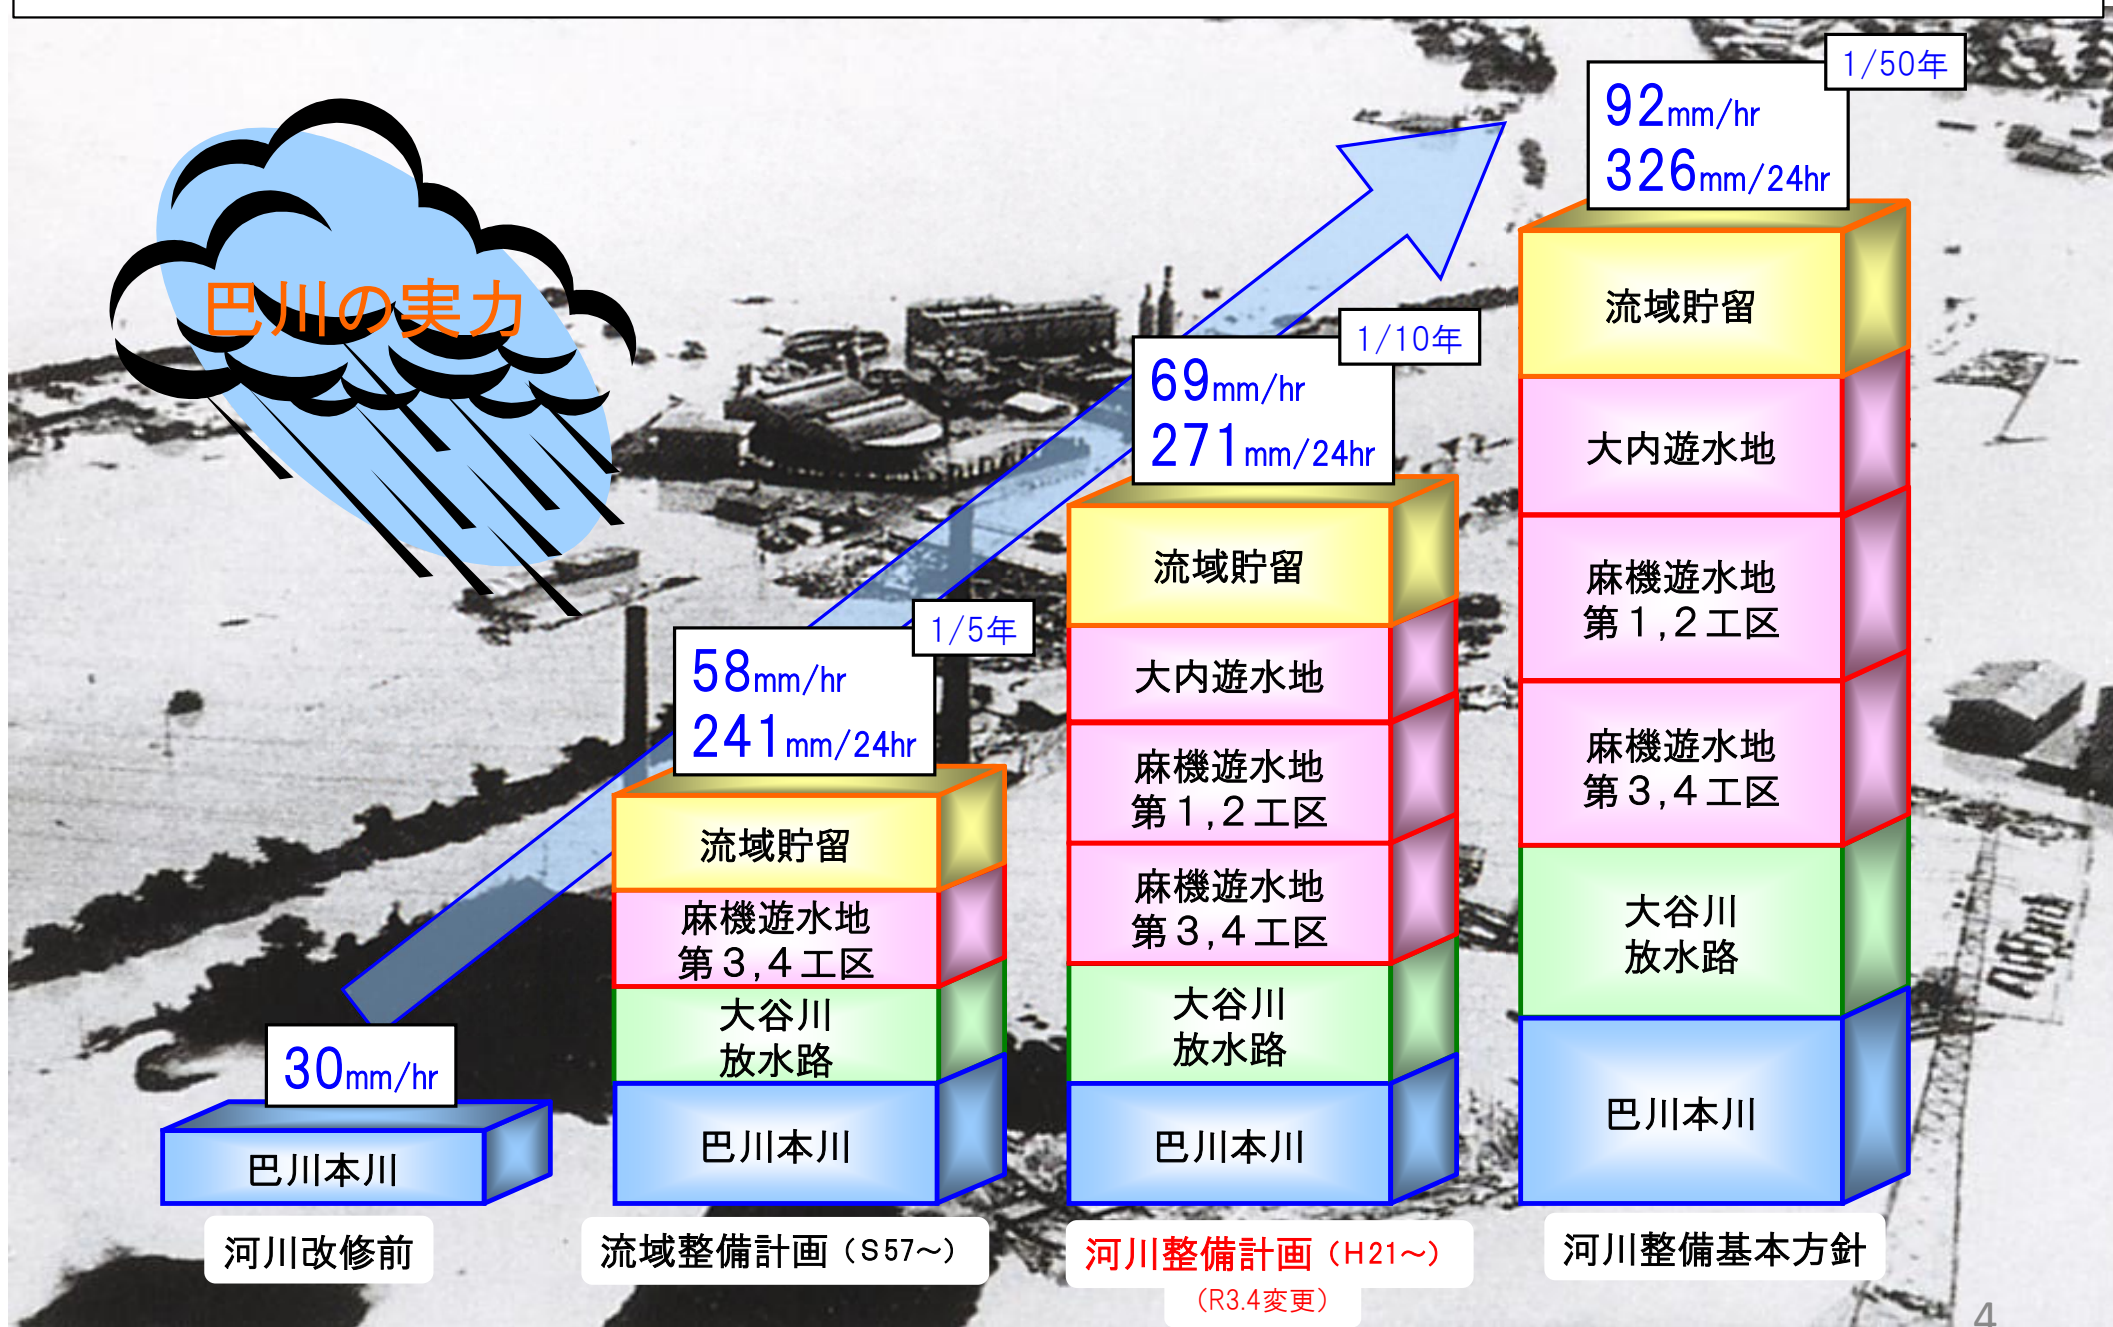 巴川の実力
30mm/hr
巴川本川
河川改修前
1/5年
58mm/hr
241mm/24hr
流域貯留
麻機遊水地
第3,4工区
大谷川
放水路
巴川本川
流域整備計画（S57～）
1/10年
69mm/hr
271mm/24hr
流域貯留
大内遊水地
麻機遊水地
第1,2工区
麻機遊水地
第3,4工区
大谷川
放水路
巴川本川
河川整備計画（H21～）
（R3.4変更）
1/50年
92mm/hr
326mm/24hr
流域貯留
大内遊水地
麻機遊水地
第1,2工区
麻機遊水地
第3,4工区
大谷川
放水路
巴川本川
河川整備基本方針
4